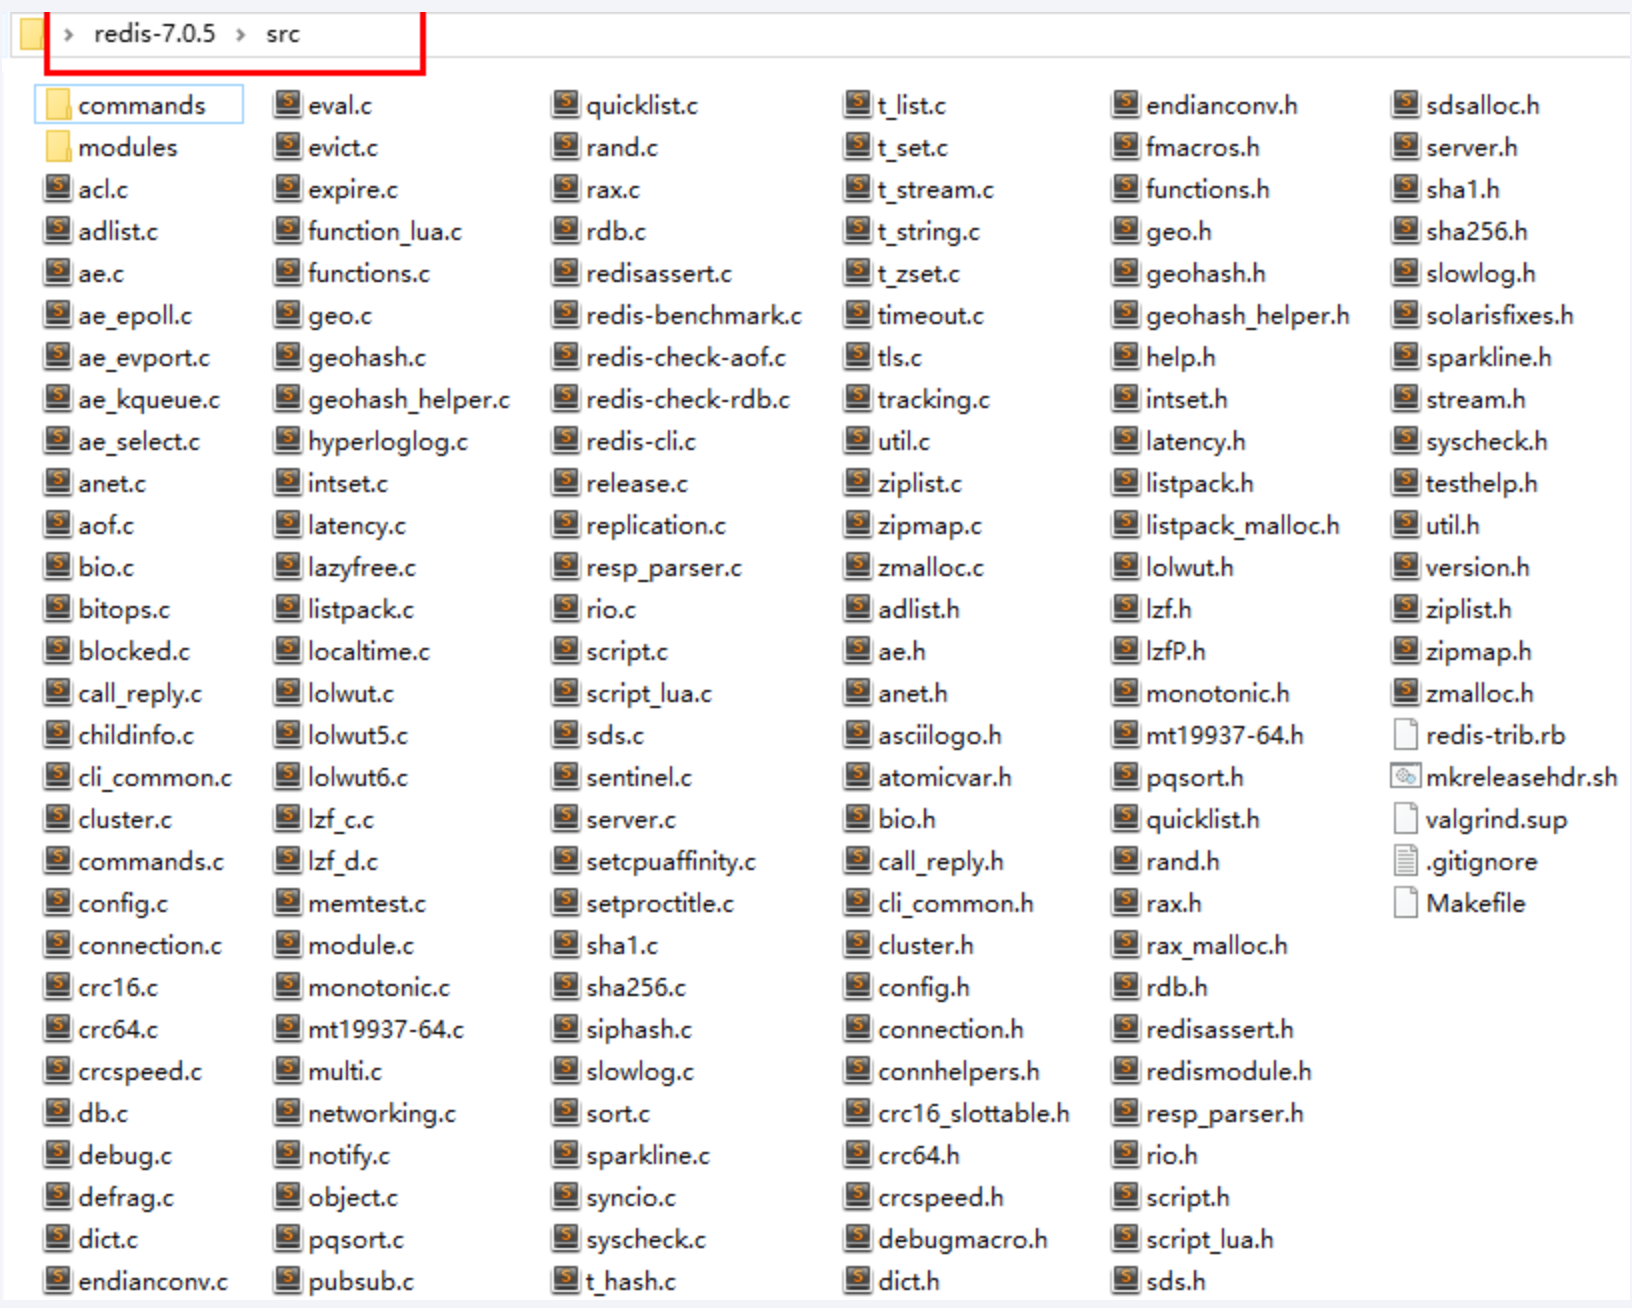 redis-7.0.5 > src
commands
modules
acl.c
adlist.c
ae.c
ae_epoll.c
ae_evport.c
ae_kqueue.c
ae_select.c
anet.c
aof.c
bio.c
bitops.c
blocked.c
call_reply.c
childinfo.c
cli_common.c
cluster.c
commands.c
config.c
connection.c
crc16.c
crc64.c
crcspeed.c
db.c
debug.c
defrag.c
dict.c
endianconv.c
eval.c
evict.c
expire.c
function_lua.c
functions.c
geo.c
geohash.c
geohash_helper.c
hyperloglog.c
intset.c
latency.c
lazyfree.c
listpack.c
localtime.c
lolwut.c
lolwut5.c
lolwut6.c
lzf_c.c
lzf_d.c
memtest.c
module.c
monotonic.c
mt19937-64.c
multi.c
networking.c
notify.c
object.c
pqsort.c
pubsub.c
quicklist.c
rand.c
rax.c
rdb.c
redisassert.c
redis-benchmark.c
redis-check-aof.c
redis-check-rdb.c
redis-cli.c
release.c
replication.c
resp_parser.c
rio.c
script.c
script_lua.c
sds.c
sentinel.c
server.c
setcpuaffinity.c
setproctitle.c
sha1.c
sha256.c
siphash.c
slowlog.c
sort.c
sparkline.c
syncio.c
syscheck.c
t_hash.c
t_list.c
t_set.c
t_stream.c
t_string.c
t_zset.c
timeout.c
tls.c
tracking.c
util.c
ziplist.c
zipmap.c
zmalloc.c
adlist.h
ae.h
anet.h
asciilogo.h
atomicvar.h
bio.h
call_reply.h
cli_common.h
cluster.h
config.h
connection.h
connhelpers.h
crc16_slottable.h
crc64.h
crcspeed.h
debugmacro.h
dict.h
endianconv.h
fmacros.h
functions.h
geo.h
geohash.h
geohash_helper.h
help.h
intset.h
latency.h
listpack.h
listpack_malloc.h
lolwut.h
lzf.h
lzfP.h
monotonic.h
mt19937-64.h
pqsort.h
quicklist.h
rand.h
rax.h
rax_malloc.h
rdb.h
redisassert.h
redismodule.h
resp_parser.h
rio.h
script.h
script_lua.h
sds.h
sdsalloc.h
server.h
sha1.h
sha256.h
slowlog.h
solarisfixes.h
sparkline.h
stream.h
syscheck.h
testhelp.h
util.h
version.h
ziplist.h
zipmap.h
zmalloc.h
redis-trib.rb
mkreleasehdr.sh
valgrind.sup
.gitignore
Makefile